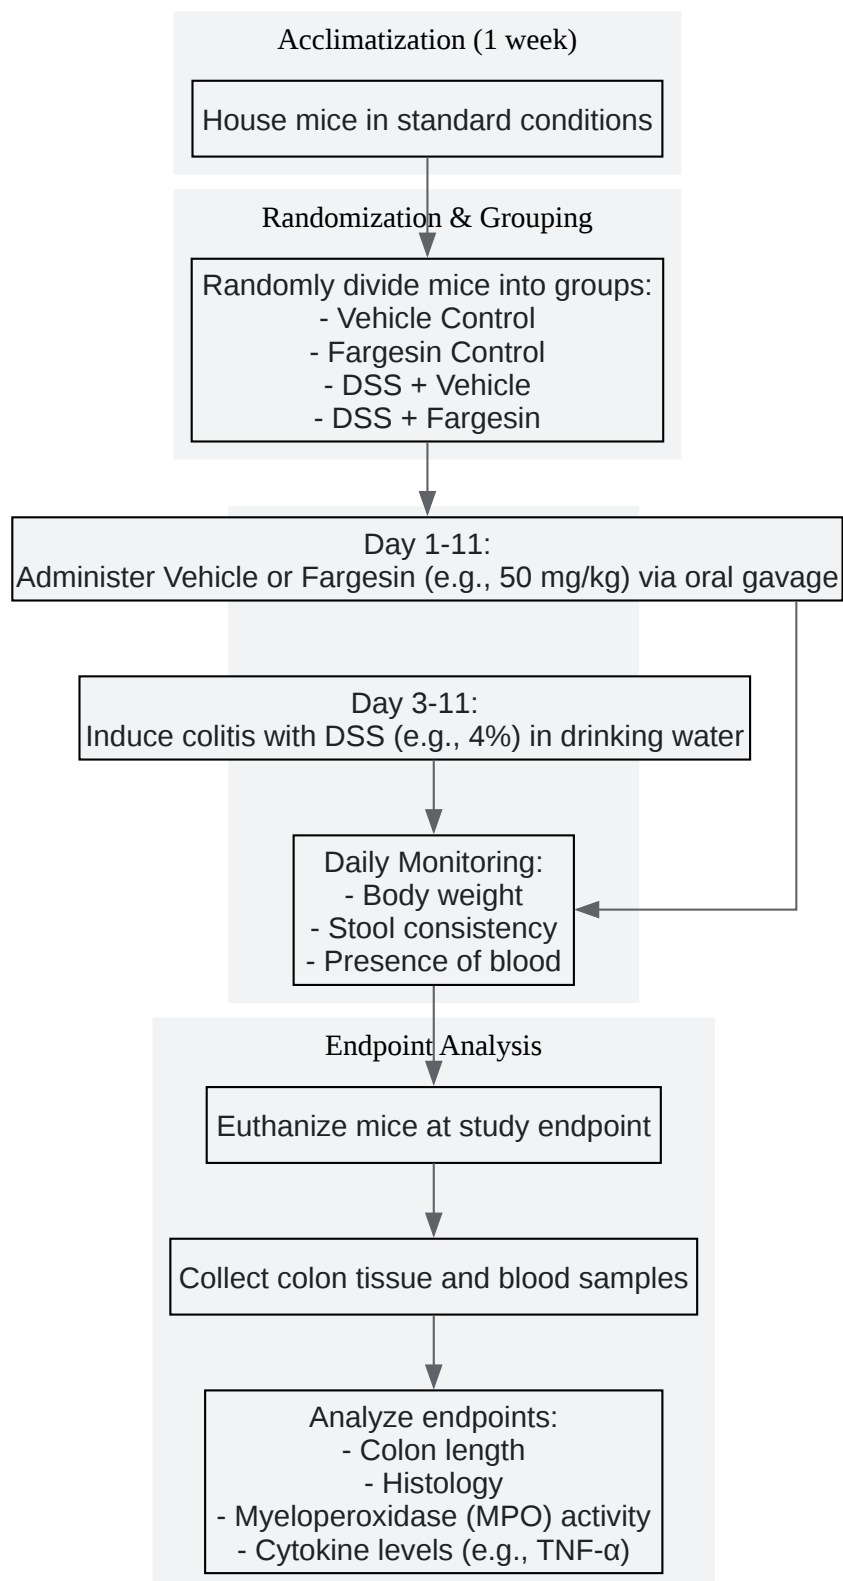 Acclimatization (1 week)
House mice in standard conditions
Randomization & Grouping
Randomly divide mice into groups:
- Vehicle Control
- Fargesin Control
- DSS + Vehicle
- DSS + Fargesin
Day 1-11:
Administer Vehicle or Fargesin (e.g., 50 mg/kg) via oral gavage
Day 3-11:
Induce colitis with DSS (e.g., 4%) in drinking water
Daily Monitoring:
- Body weight
- Stool consistency
- Presence of blood
Endpoint Analysis
Euthanize mice at study endpoint
Collect colon tissue and blood samples
Analyze endpoints:
- Colon length
- Histology
- Myeloperoxidase (MPO) activity
- Cytokine levels (e.g., TNF-α)